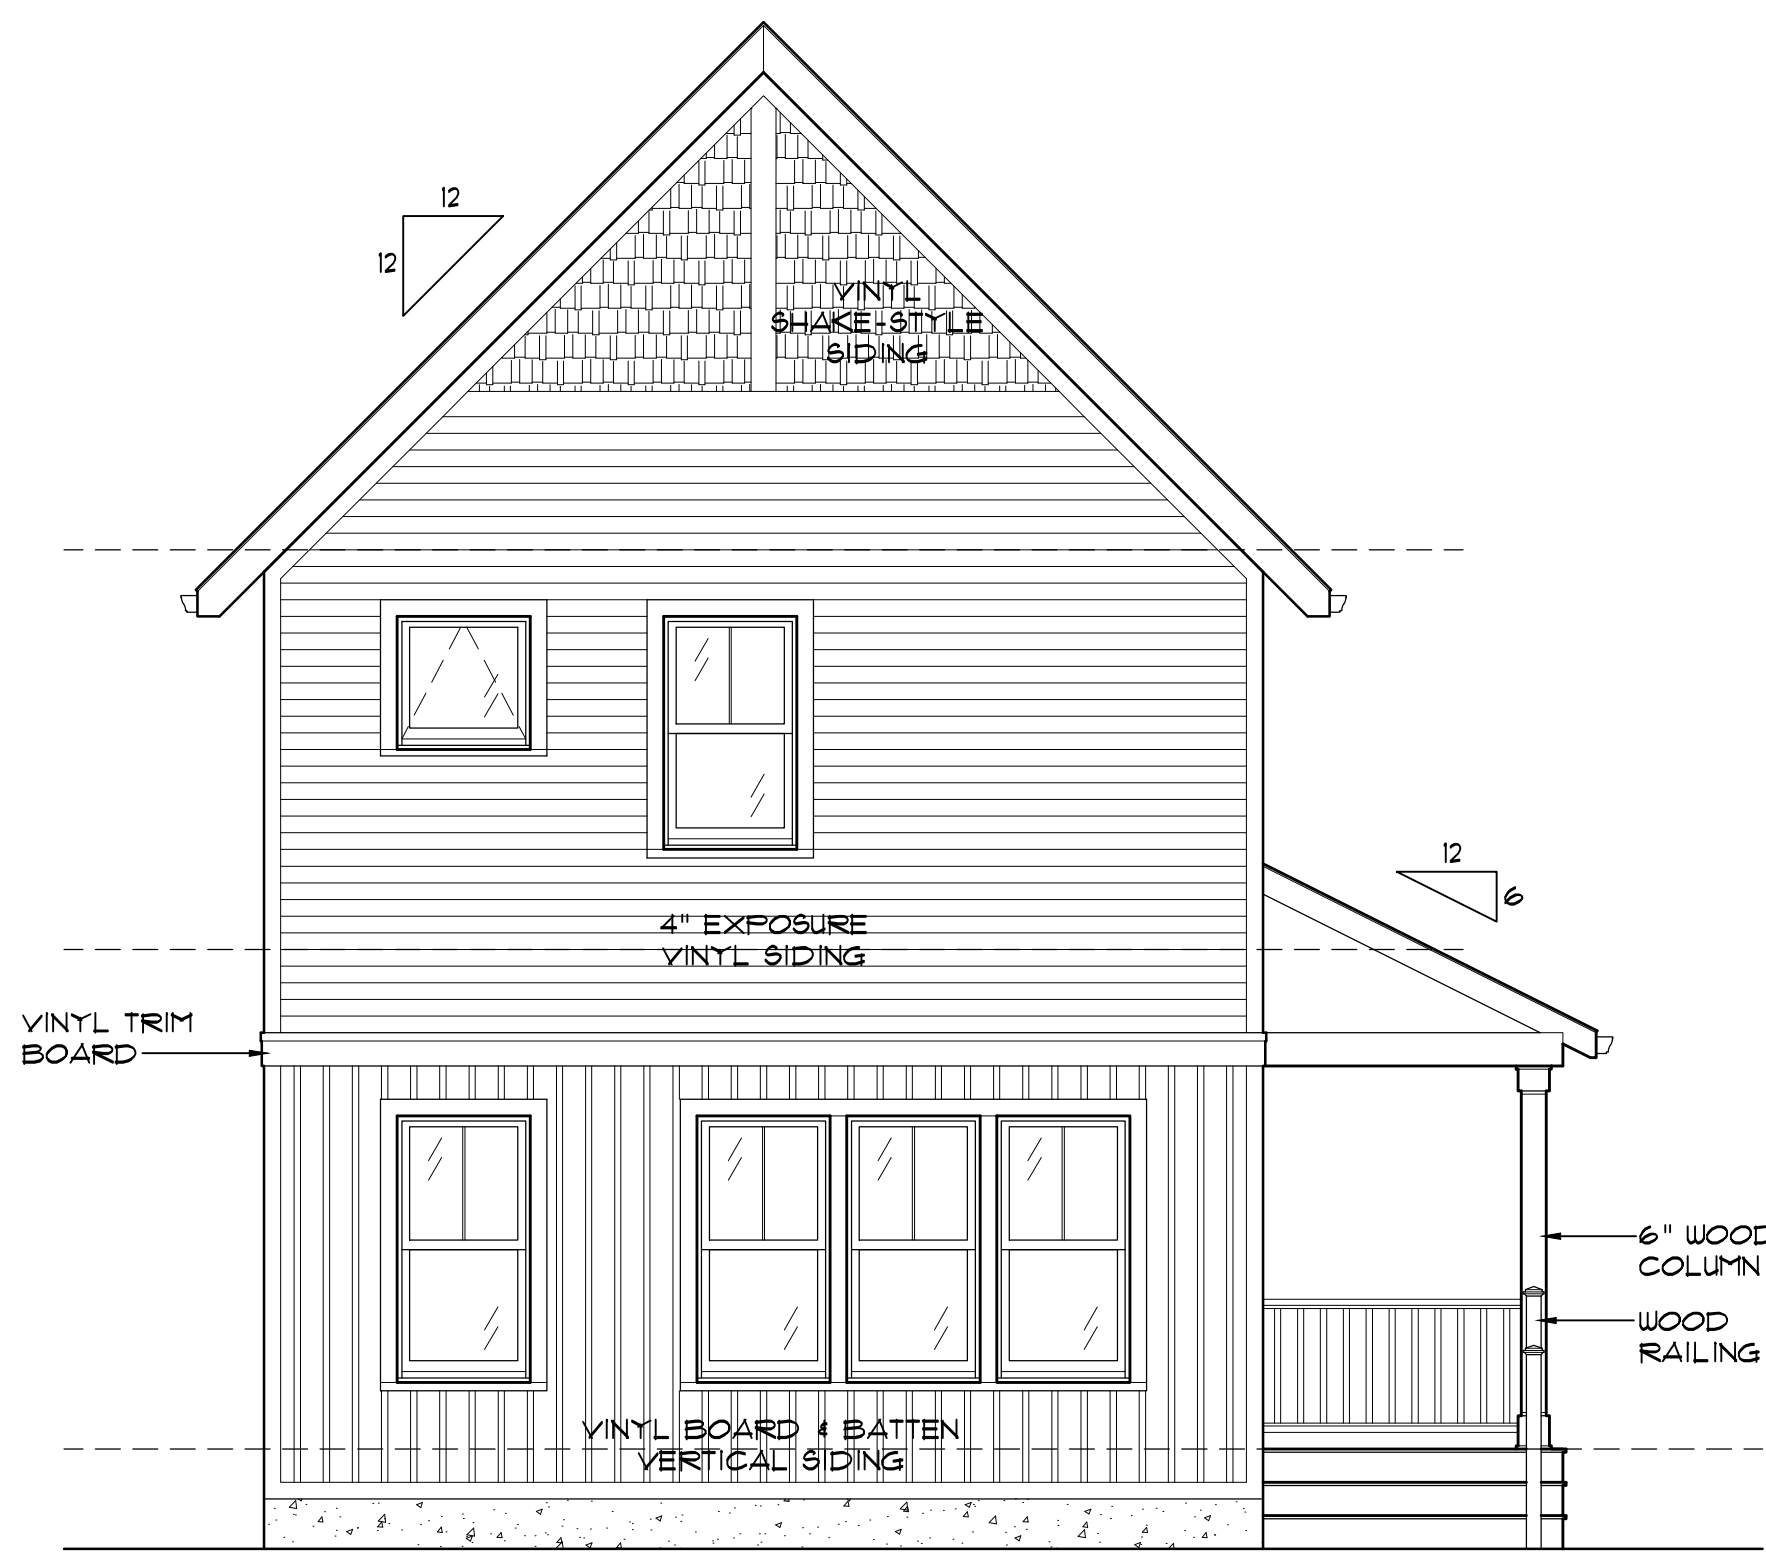 12
12
VINYL
SHAKE-STYLE
SIDING
12
6
4" EXPOSURE
VINYL SIDING
VINYL TRIM
BOARD
6" WOOD
COLUMN
WOOD
RAILING
VINYL BOARD & BATTEN
VERTICAL SIDING